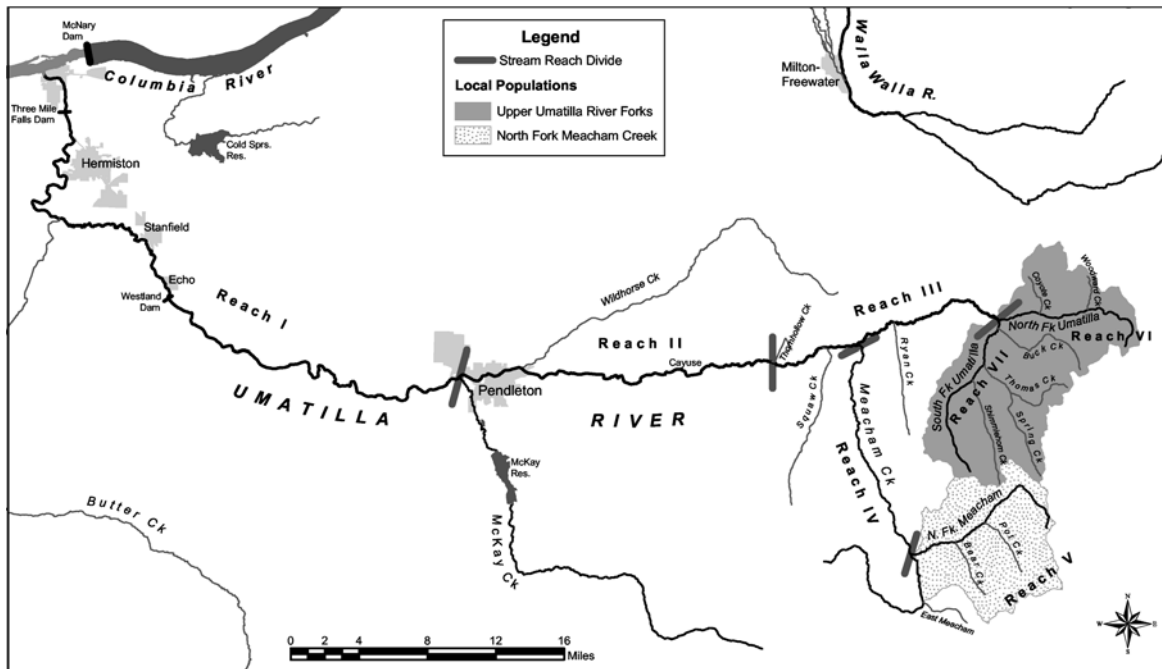 McNary
Dam
Columbia River
Three Mile
Falls Dam
Cold Sprs.
Res.
Hermiston
Stanfield
Echo
Westland
Dam
Reach I
UMATILLA
Butter Ck
Legend
Stream Reach Divide
Local Populations
Upper Umatilla River Forks
North Fork Meacham Creek
Milton-
Freewater
Walla Walla R.
Wildhorse Ck
Reach II
Cayuse
Pendleton
RIVER
McKay
Res.
McKay Ck
Thornhollow Ck
Squaw Ck
Reach III
Ryan Ck
Meacham Ck
Reach IV
Coyote Ck
Woodward Ck
North Fk Umatilla
Reach VI
Buck Ck
South Fk Umatilla
Reach VII
Thomas Ck
Shimmiehorn Ck
Spring Ck
N. Fk. Meacham
Pot Ck
Bear Ck
Reach V
East Meacham
0 2 4 8 12 16
Miles
N
W E
S